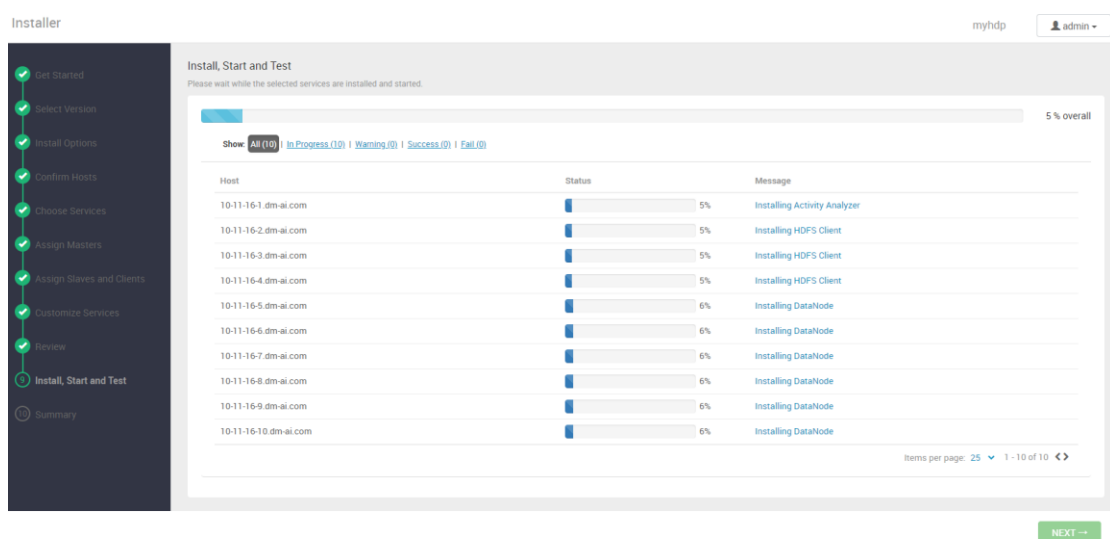 Installer
myhdp
admin
Get Started
Select Version
Install Options
Confirm Hosts
Choose Services
Assign Masters
Assign Slaves and Clients
Customize Services
Review
9 Install, Start and Test
10 Summary
Install, Start and Test
Please wait while the selected services are installed and started.
5 % overall
Show: All (10) | In Progress (10) | Warning (0) | Success (0) | Fail (0)
Host Status Message
10-11-16-1.dm-ai.com 5% Installing Activity Analyzer
10-11-16-2.dm-ai.com 5% Installing HDFS Client
10-11-16-3.dm-ai.com 5% Installing HDFS Client
10-11-16-4.dm-ai.com 5% Installing HDFS Client
10-11-16-5.dm-ai.com 6% Installing DataNode
10-11-16-6.dm-ai.com 6% Installing DataNode
10-11-16-7.dm-ai.com 6% Installing DataNode
10-11-16-8.dm-ai.com 6% Installing DataNode
10-11-16-9.dm-ai.com 6% Installing DataNode
10-11-16-10.dm-ai.com 6% Installing DataNode
Items per page: 25 1 - 10 of 10
NEXT →